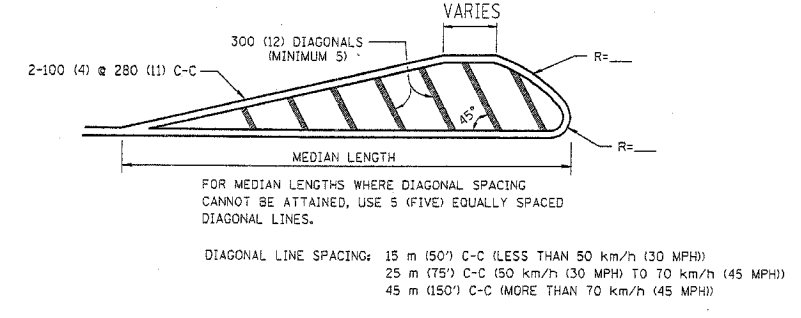 VARIES
300 (12) DIAGONALS
(MINIMUM 5)
2-100 (4) @ 280 (11) C-C
R=___
45°
R=___
MEDIAN LENGTH
FOR MEDIAN LENGTHS WHERE DIAGONAL SPACING
CANNOT BE ATTAINED, USE 5 (FIVE) EQUALLY SPACED
DIAGONAL LINES.
DIAGONAL LINE SPACING: 15 m (50') C-C (LESS THAN 50 km/h (30 MPH))
25 m (75') C-C (50 km/h (30 MPH) TO 70 km/h (45 MPH))
45 m (150') C-C (MORE THAN 70 km/h (45 MPH))